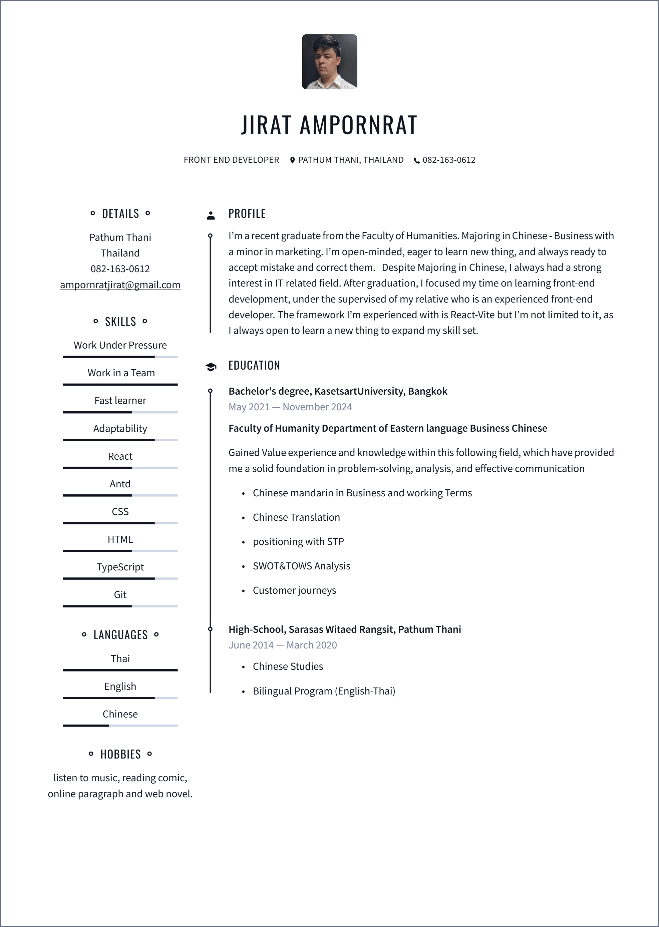 JIRAT AMPORNRAT
FRONT END DEVELOPER PATHUM THANI, THAILAND 082-163-0612
DETAILS
Pathum Thani
Thailand
082-163-0612
ampornratjirat@gmail.com
SKILLS
Work Under Pressure
Work in a Team
Fast learner
Adaptability
React
Antd
CSS
HTML
TypeScript
Git
LANGUAGES
Thai
English
Chinese
HOBBIES
listen to music, reading comic,
online paragraph and web novel.
PROFILE
I'm a recent graduate from the Faculty of Humanities. Majoring in Chinese - Business with
a minor in marketing. I'm open-minded, eager to learn new thing, and always ready to
accept mistake and correct them. Despite Majoring in Chinese, I always had a strong
interest in IT related field. After graduation, I focused my time on learning front-end
development, under the supervised of my relative who is an experienced front-end
developer. The framework I'm experienced with is React-Vite but I'm not limited to it, as
I always open to learn a new thing to expand my skill set.
EDUCATION
Bachelor's degree, KasetsartUniversity, Bangkok
May 2021 — November 2024
Faculty of Humanity Department of Eastern language Business Chinese
Gained Value experience and knowledge within this following field, which have provided
me a solid foundation in problem-solving, analysis, and effective communication
• Chinese mandarin in Business and working Terms
• Chinese Translation
• positioning with STP
• SWOT&TOWS Analysis
• Customer journeys
High-School, Sarasas Witaed Rangsit, Pathum Thani
June 2014 — March 2020
• Chinese Studies
• Bilingual Program (English-Thai)